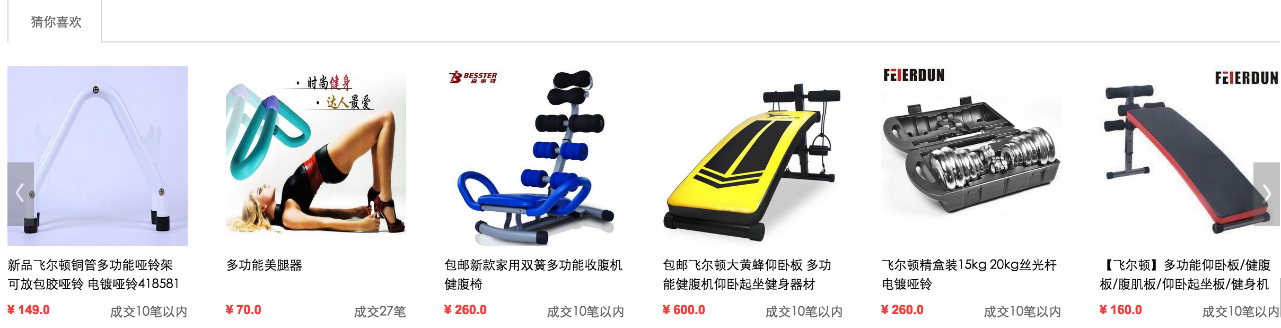 猜你喜欢
· 时尚健身
· 达人最爱
BESSTER
FEIERDUN
FEIERDUN
新品飞尔顿铜管多功能哑铃架
可放包胶哑铃 电镀哑铃418581
¥ 149.0 成交10笔以内
多功能美腿器
¥ 70.0 成交27笔
包邮新款家用双簧多功能收腹机
健腹椅
¥ 260.0 成交10笔以内
包邮飞尔顿大黄蜂仰卧板 多功
能健腹机仰卧起坐健身器材
¥ 600.0 成交10笔以内
飞尔顿精盒装15kg 20kg丝光杆
电镀哑铃
¥ 260.0 成交10笔以内
【飞尔顿】多功能仰卧板/健腹
板/腹肌板/仰卧起坐板/健身机
¥ 160.0 成交10笔以内